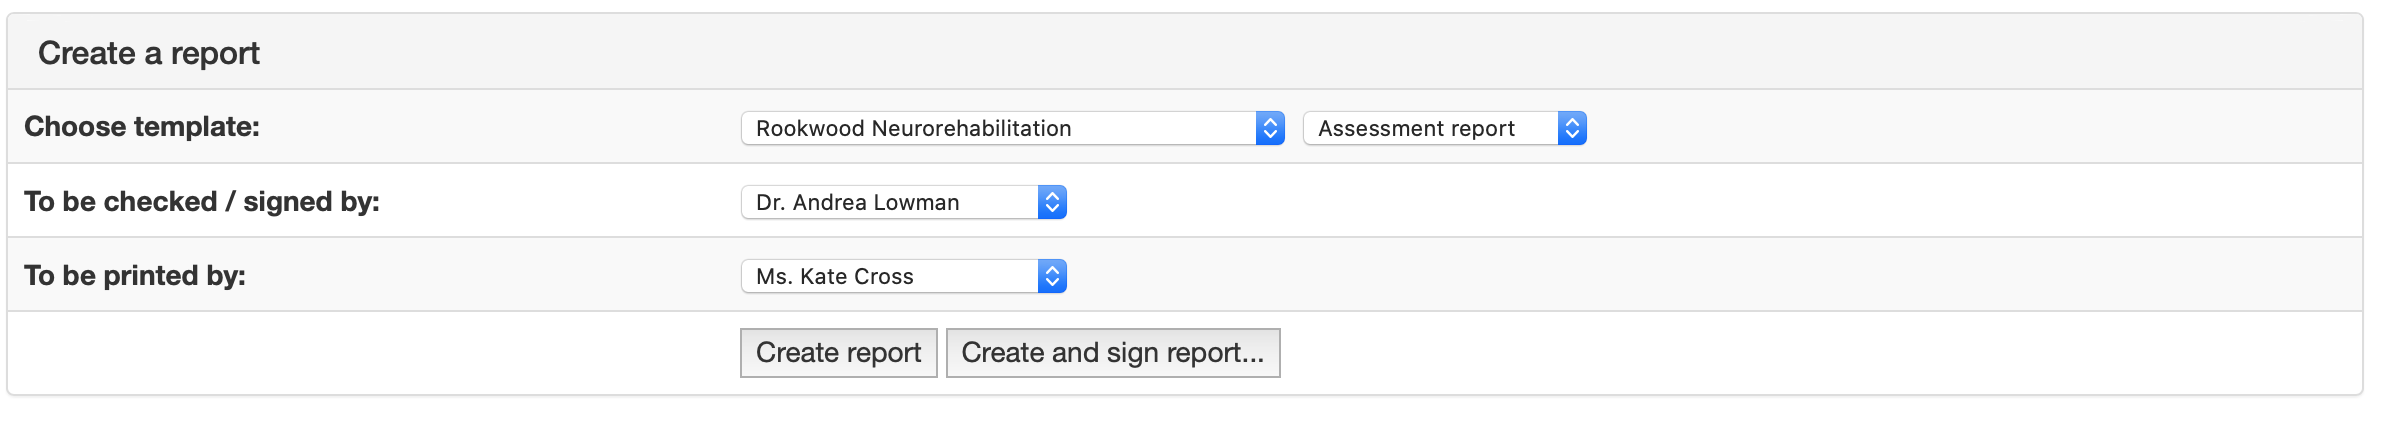 Create a report
Choose template: Rookwood Neurorehabilitation Assessment report
To be checked / signed by: Dr. Andrea Lowman
To be printed by: Ms. Kate Cross
Create report Create and sign report...